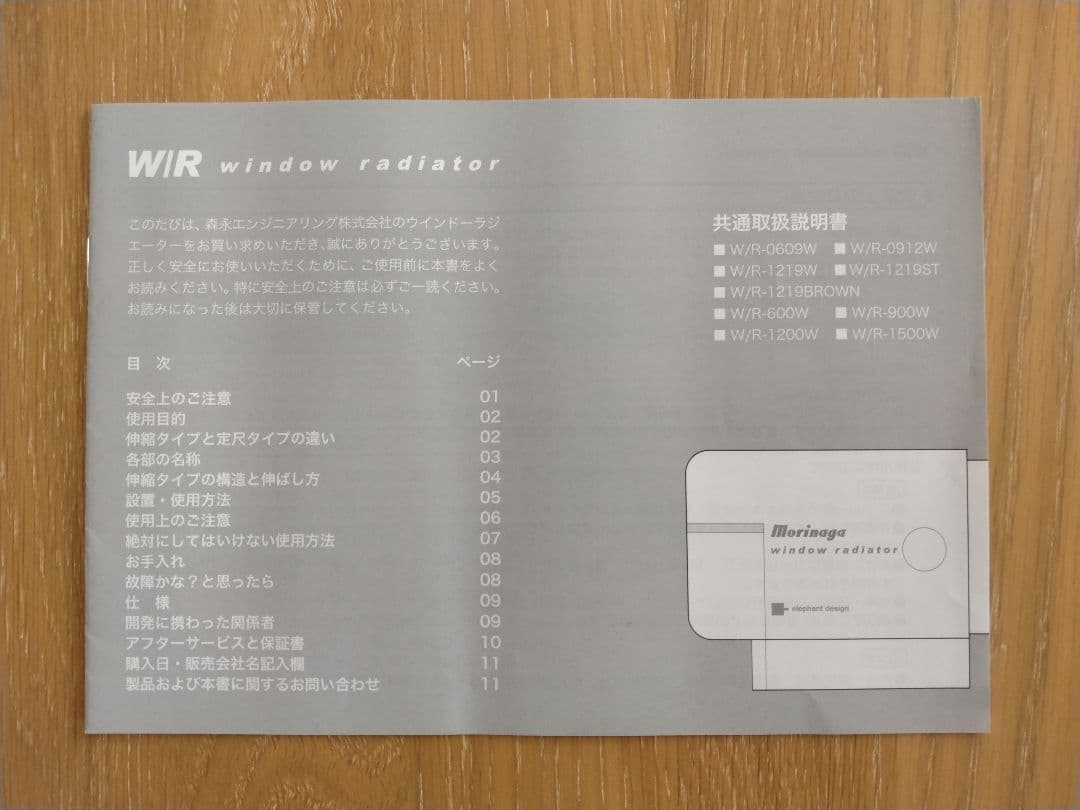 W/R window radiator
このたびは、森永エンジニアリング株式会社のウインドーラジ
エーターをお買い求めいただき、誠にありがとうございます。
正しく安全にお使いいただくために、ご使用前に本書をよく
お読みください。特に安全上のご注意は必ずご一読ください。
お読みになった後は大切に保管してください。
目 次 ページ
安全上のご注意 01
使用目的 02
伸縮タイプと定尺タイプの違い 02
各部の名称 03
伸縮タイプの構造と伸ばし方 04
設置・使用方法 05
使用上のご注意 06
絶対にしてはいけない使用方法 07
お手入れ 08
故障かな?と思ったら 08
仕 様 09
開発に携わった関係者 09
アフターサービスと保証書 10
購入日・販売会社名記入欄 11
製品および本書に関するお問い合わせ 11
共通取扱説明書
■ W/R-0609W ■ W/R-0912W
■ W/R-1219W ■ W/R-1219ST
■ W/R-1219BROWN
■ W/R-600W ■ W/R-900W
■ W/R-1200W ■ W/R-1500W
Morinaga
window radiator
elephant design